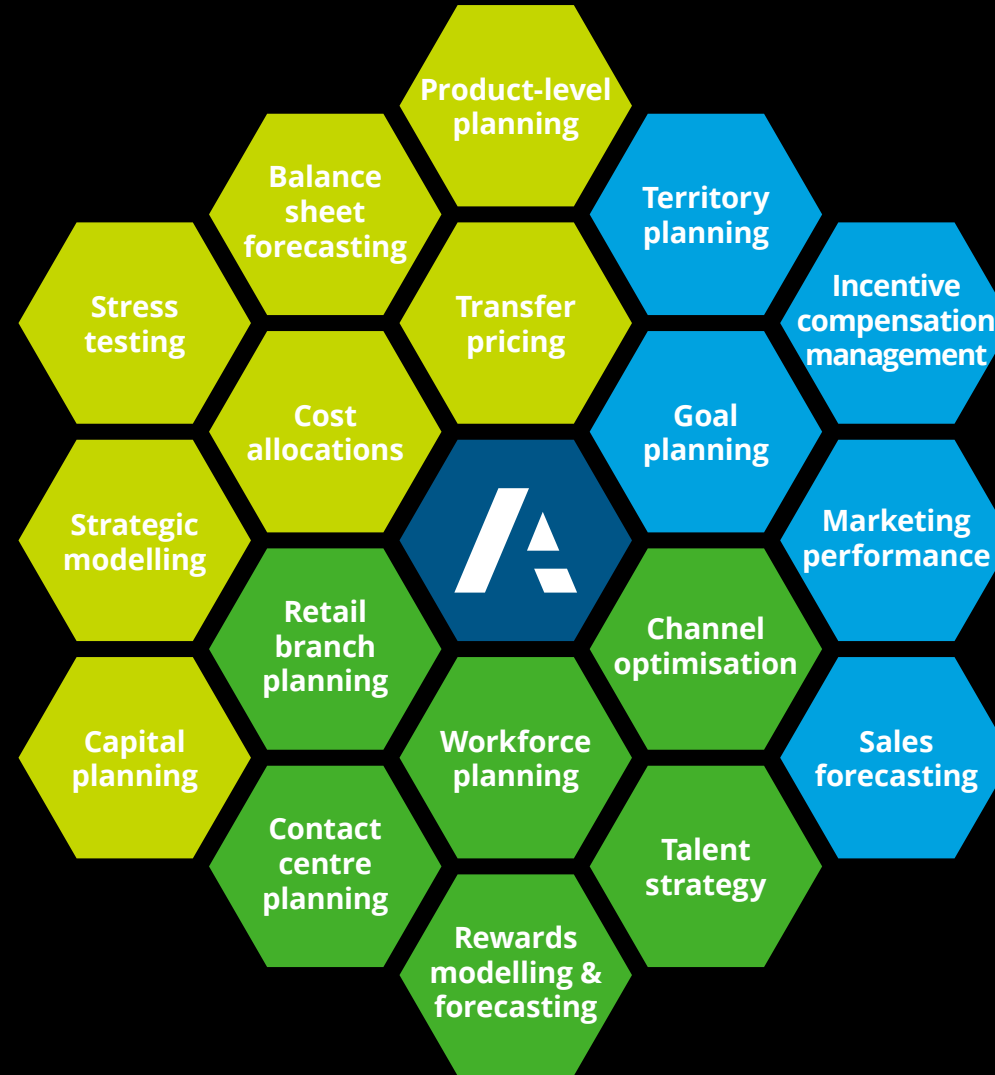 Product-level
planning
Balance
sheet
forecasting
Territory
planning
Stress
testing
Transfer
pricing
Incentive
compensation
management
Cost
allocations
Goal
planning
Strategic
modelling
Marketing
performance
Retail
branch
planning
Channel
optimisation
Capital
planning
Workforce
planning
Sales
forecasting
Contact
centre
planning
Talent
strategy
Rewards
modelling &
forecasting